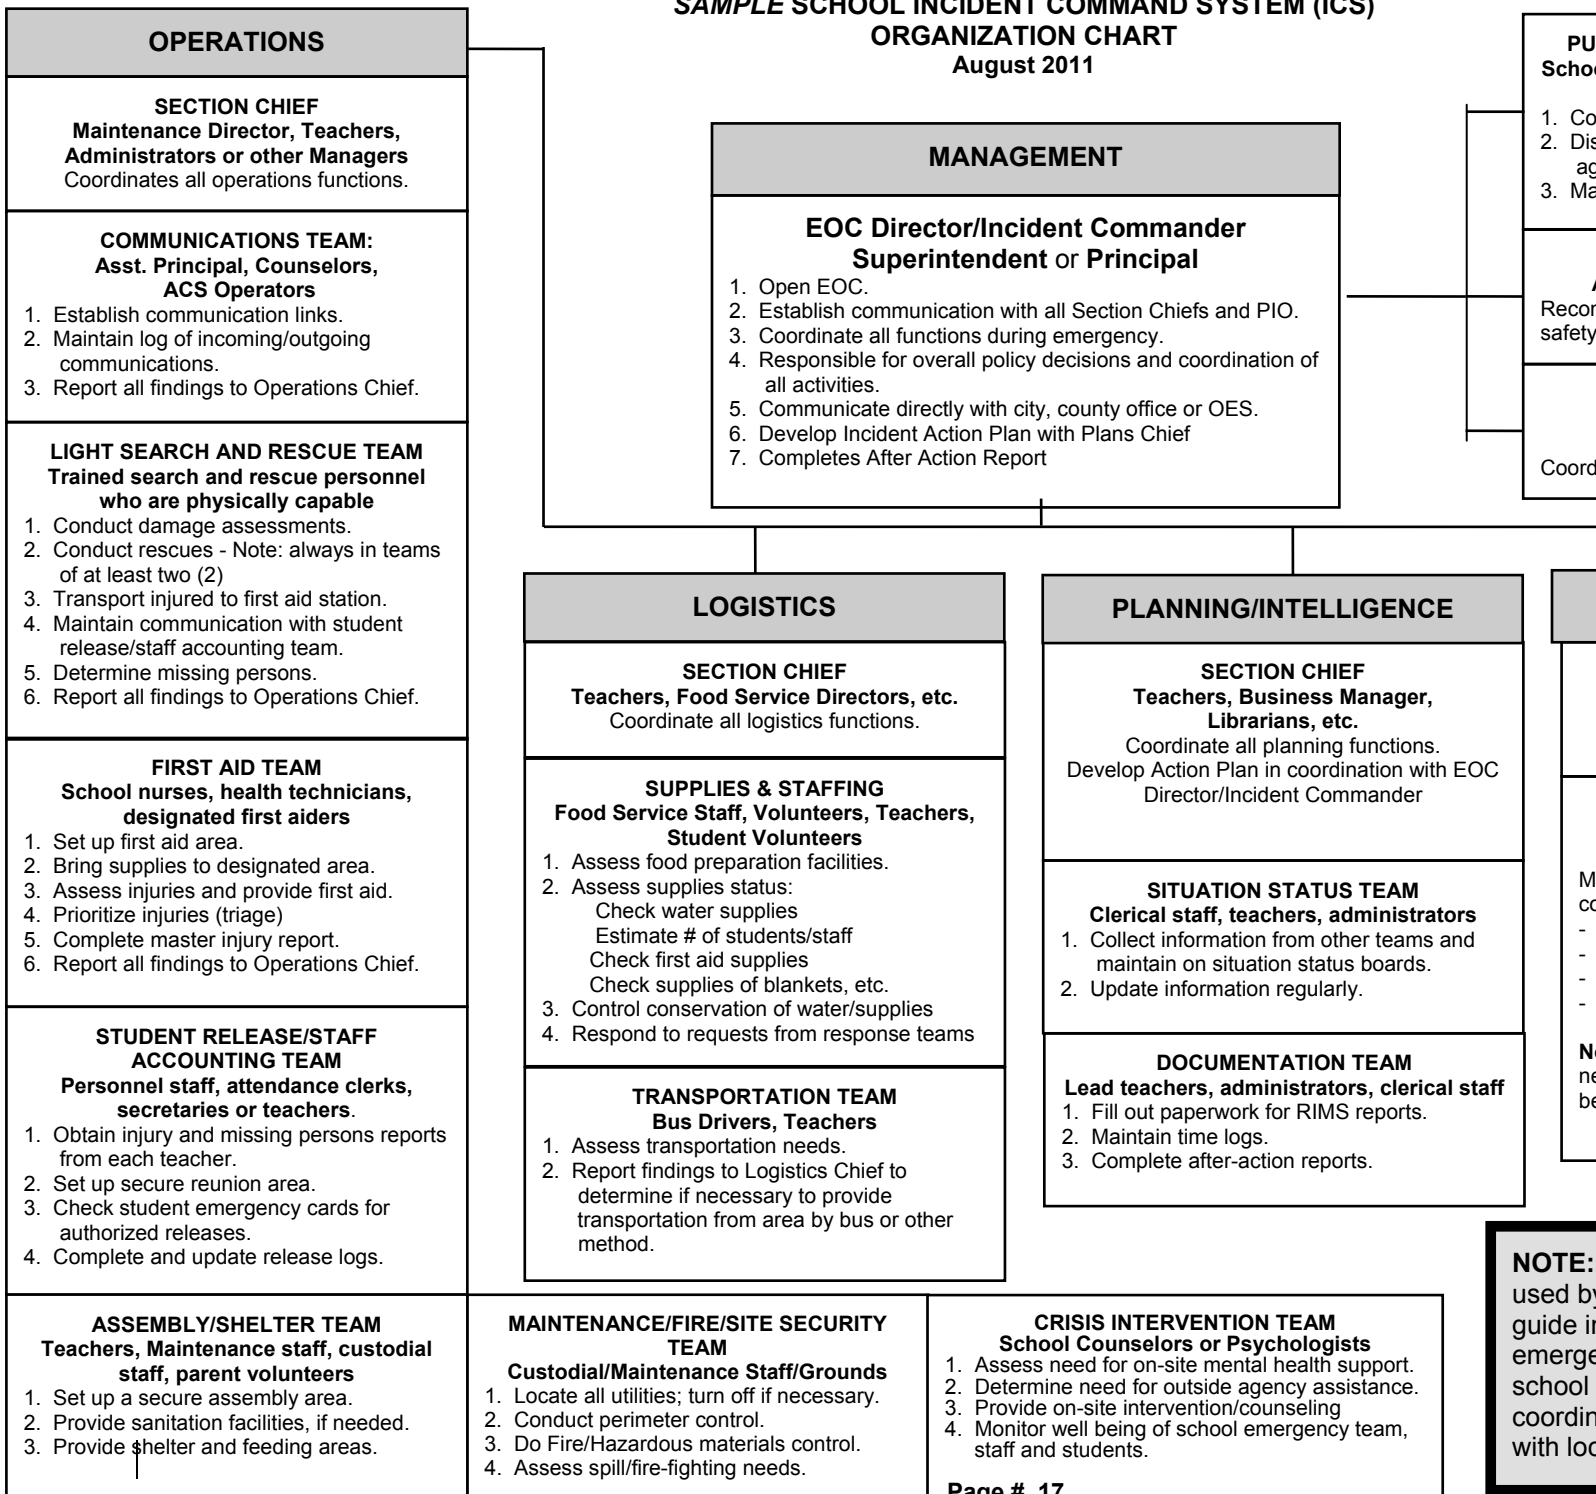 SAMPLE SCHOOL INCIDENT COMMAND SYSTEM (ICS)
ORGANIZATION CHART
August 2011
OPERATIONS
SECTION CHIEF
Maintenance Director, Teachers,
Administrators or other Managers
Coordinates all operations functions.
COMMUNICATIONS TEAM:
Asst. Principal, Counselors,
ACS Operators
1. Establish communication links.
2. Maintain log of incoming/outgoing
communications.
3. Report all findings to Operations Chief.
LIGHT SEARCH AND RESCUE TEAM
Trained search and rescue personnel
who are physically capable
1. Conduct damage assessments.
2. Conduct rescues - Note: always in teams
of at least two (2)
3. Transport injured to first aid station.
4. Maintain communication with student
release/staff accounting team.
5. Determine missing persons.
6. Report all findings to Operations Chief.
FIRST AID TEAM
School nurses, health technicians,
designated first aiders
1. Set up first aid area.
2. Bring supplies to designated area.
3. Assess injuries and provide first aid.
4. Prioritize injuries (triage)
5. Complete master injury report.
6. Report all findings to Operations Chief.
STUDENT RELEASE/STAFF
ACCOUNTING TEAM
Personnel staff, attendance clerks,
secretaries or teachers.
1. Obtain injury and missing persons reports
from each teacher.
2. Set up secure reunion area.
3. Check student emergency cards for
authorized releases.
4. Complete and update release logs.
ASSEMBLY/SHELTER TEAM
Teachers, Maintenance staff, custodial
staff, parent volunteers
1. Set up a secure assembly area.
2. Provide sanitation facilities, if needed.
3. Provide shelter and feeding areas.
MANAGEMENT
EOC Director/Incident Commander
Superintendent or Principal
1. Open EOC.
2. Establish communication with all Section Chiefs and PIO.
3. Coordinate all functions during emergency.
4. Responsible for overall policy decisions and coordination of
all activities.
5. Communicate directly with city, county office or OES.
6. Develop Incident Action Plan with Plans Chief
7. Completes After Action Report
LOGISTICS
SECTION CHIEF
Teachers, Food Service Directors, etc.
Coordinate all logistics functions.
SUPPLIES & STAFFING
Food Service Staff, Volunteers, Teachers,
Student Volunteers
1. Assess food preparation facilities.
2. Assess supplies status:
Check water supplies
Estimate # of students/staff
Check first aid supplies
Check supplies of blankets, etc.
3. Control conservation of water/supplies
4. Respond to requests from response teams
TRANSPORTATION TEAM
Bus Drivers, Teachers
1. Assess transportation needs.
2. Report findings to Logistics Chief to
determine if necessary to provide
transportation from area by bus or other
method.
PLANNING/INTELLIGENCE
SECTION CHIEF
Teachers, Business Manager,
Librarians, etc.
Coordinate all planning functions.
Develop Action Plan in coordination with EOC
Director/Incident Commander
SITUATION STATUS TEAM
Clerical staff, teachers, administrators
1. Collect information from other teams and
maintain on situation status boards.
2. Update information regularly.
DOCUMENTATION TEAM
Lead teachers, administrators, clerical staff
1. Fill out paperwork for RIMS reports.
2. Maintain time logs.
3. Complete after-action reports.
MAINTENANCE/FIRE/SITE SECURITY
TEAM
Custodial/Maintenance Staff/Grounds
1. Locate all utilities; turn off if necessary.
2. Conduct perimeter control.
3. Do Fire/Hazardous materials control.
4. Assess spill/fire-fighting needs.
CRISIS INTERVENTION TEAM
School Counselors or Psychologists
1. Assess need for on-site mental health support.
2. Determine need for outside agency assistance.
3. Provide on-site intervention/counseling
4. Monitor well being of school emergency team,
staff and students.
Page # 17
1.
2.
3.
safety
NOTE:
used
guide
school
with